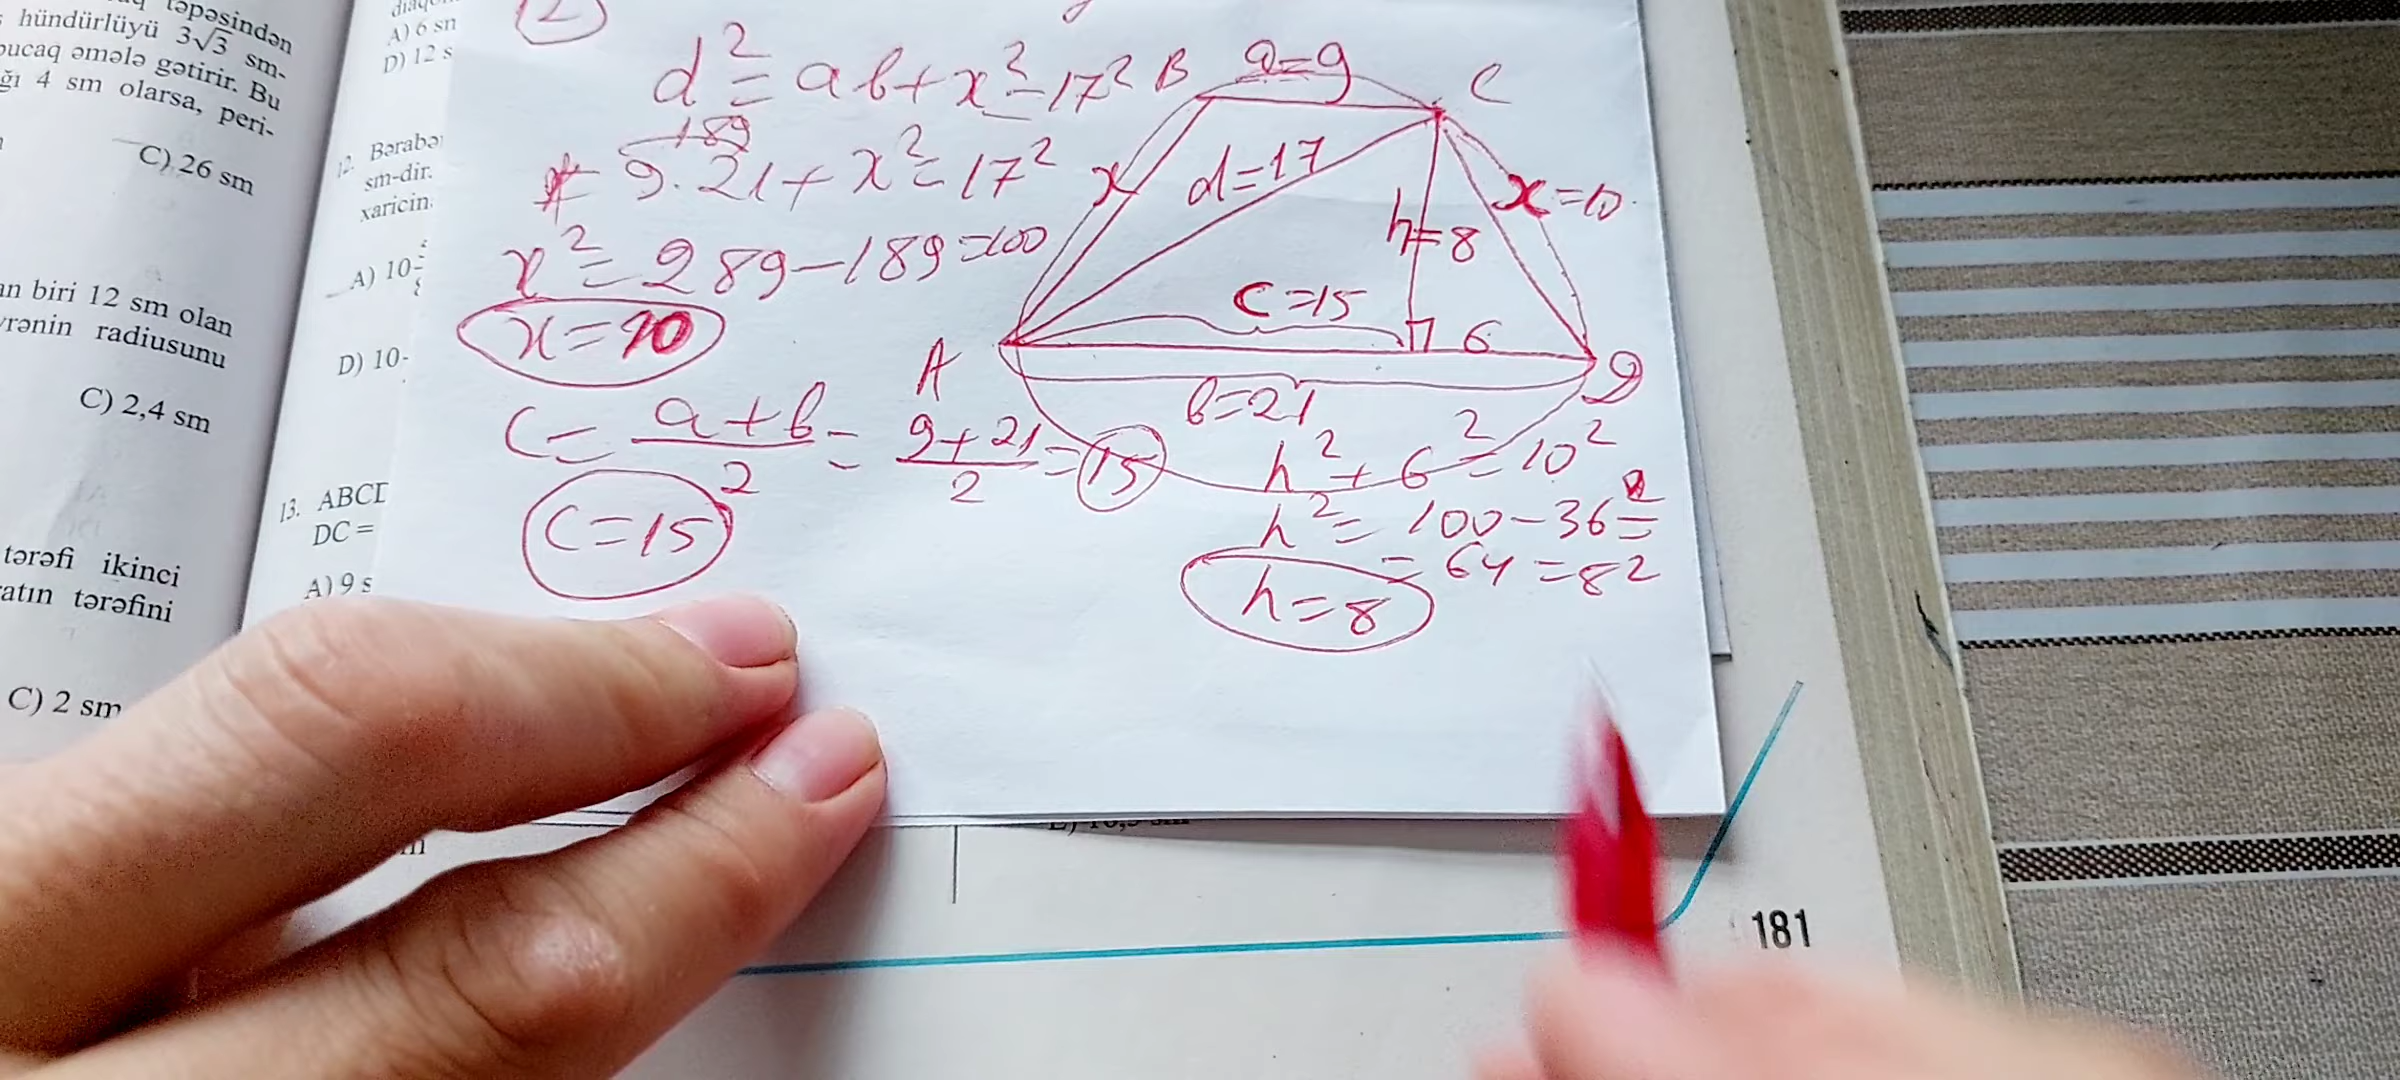 təpəsindən
hündürlüyü 3√3 sm-
bucaq əmələ gətirir. Bu
4 sm olarsa, peri-
C) 26 sm
biri 12 sm olan
radiusunu
C) 2,4 sm
tərəfi ikinci
tərəfini
C) 2 sm
A) 6 sm
D) 12 s
12. Bərabə
sm-dir.
xaricin
A) 10
D) 10-
13. ABCD
DC =
A) 9 s
2
d² = ab + x² = 17²
189
= 9·21 + x² = 17²
x² = 289 - 189 = 100
x = 10
C = a+b/2 = 9+21/2 = 15
C = 15
B
a=9
C
x
d=17
h=8
x=10
C=15
6
A
b=21
D
h² + 6² = 10²
h² = 100 - 36 =
= 64 = 8²
h = 8
181